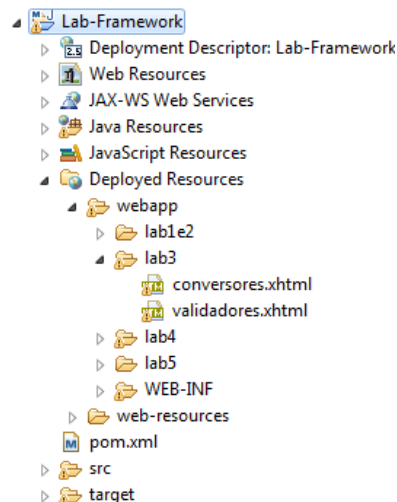 Lab-Framework
Deployment Descriptor: Lab-Framework
Web Resources
JAX-WS Web Services
Java Resources
JavaScript Resources
Deployed Resources
webapp
lab1e2
lab3
conversores.xhtml
validadores.xhtml
lab4
lab5
WEB-INF
web-resources
pom.xml
src
target